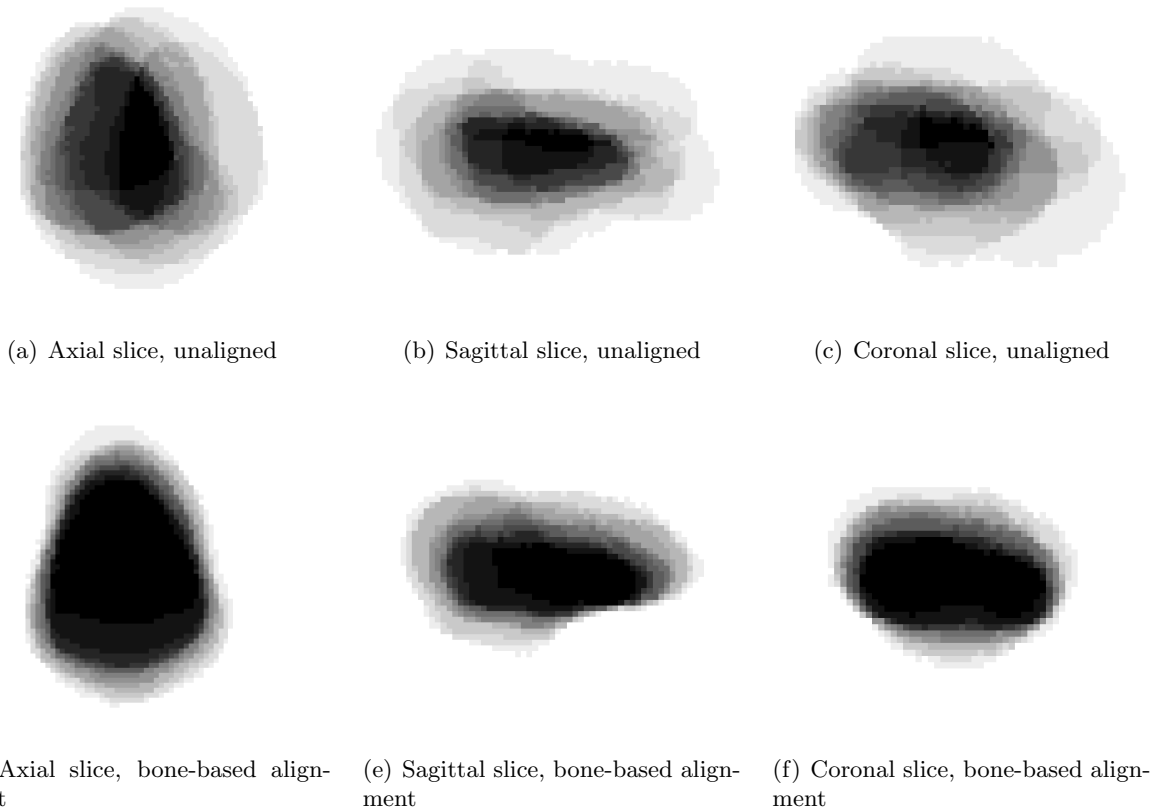 (a) Axial slice, unaligned
(b) Sagittal slice, unaligned
(c) Coronal slice, unaligned
Axial slice, bone-based align-
t
(e) Sagittal slice, bone-based align-
ment
(f) Coronal slice, bone-based align-
ment